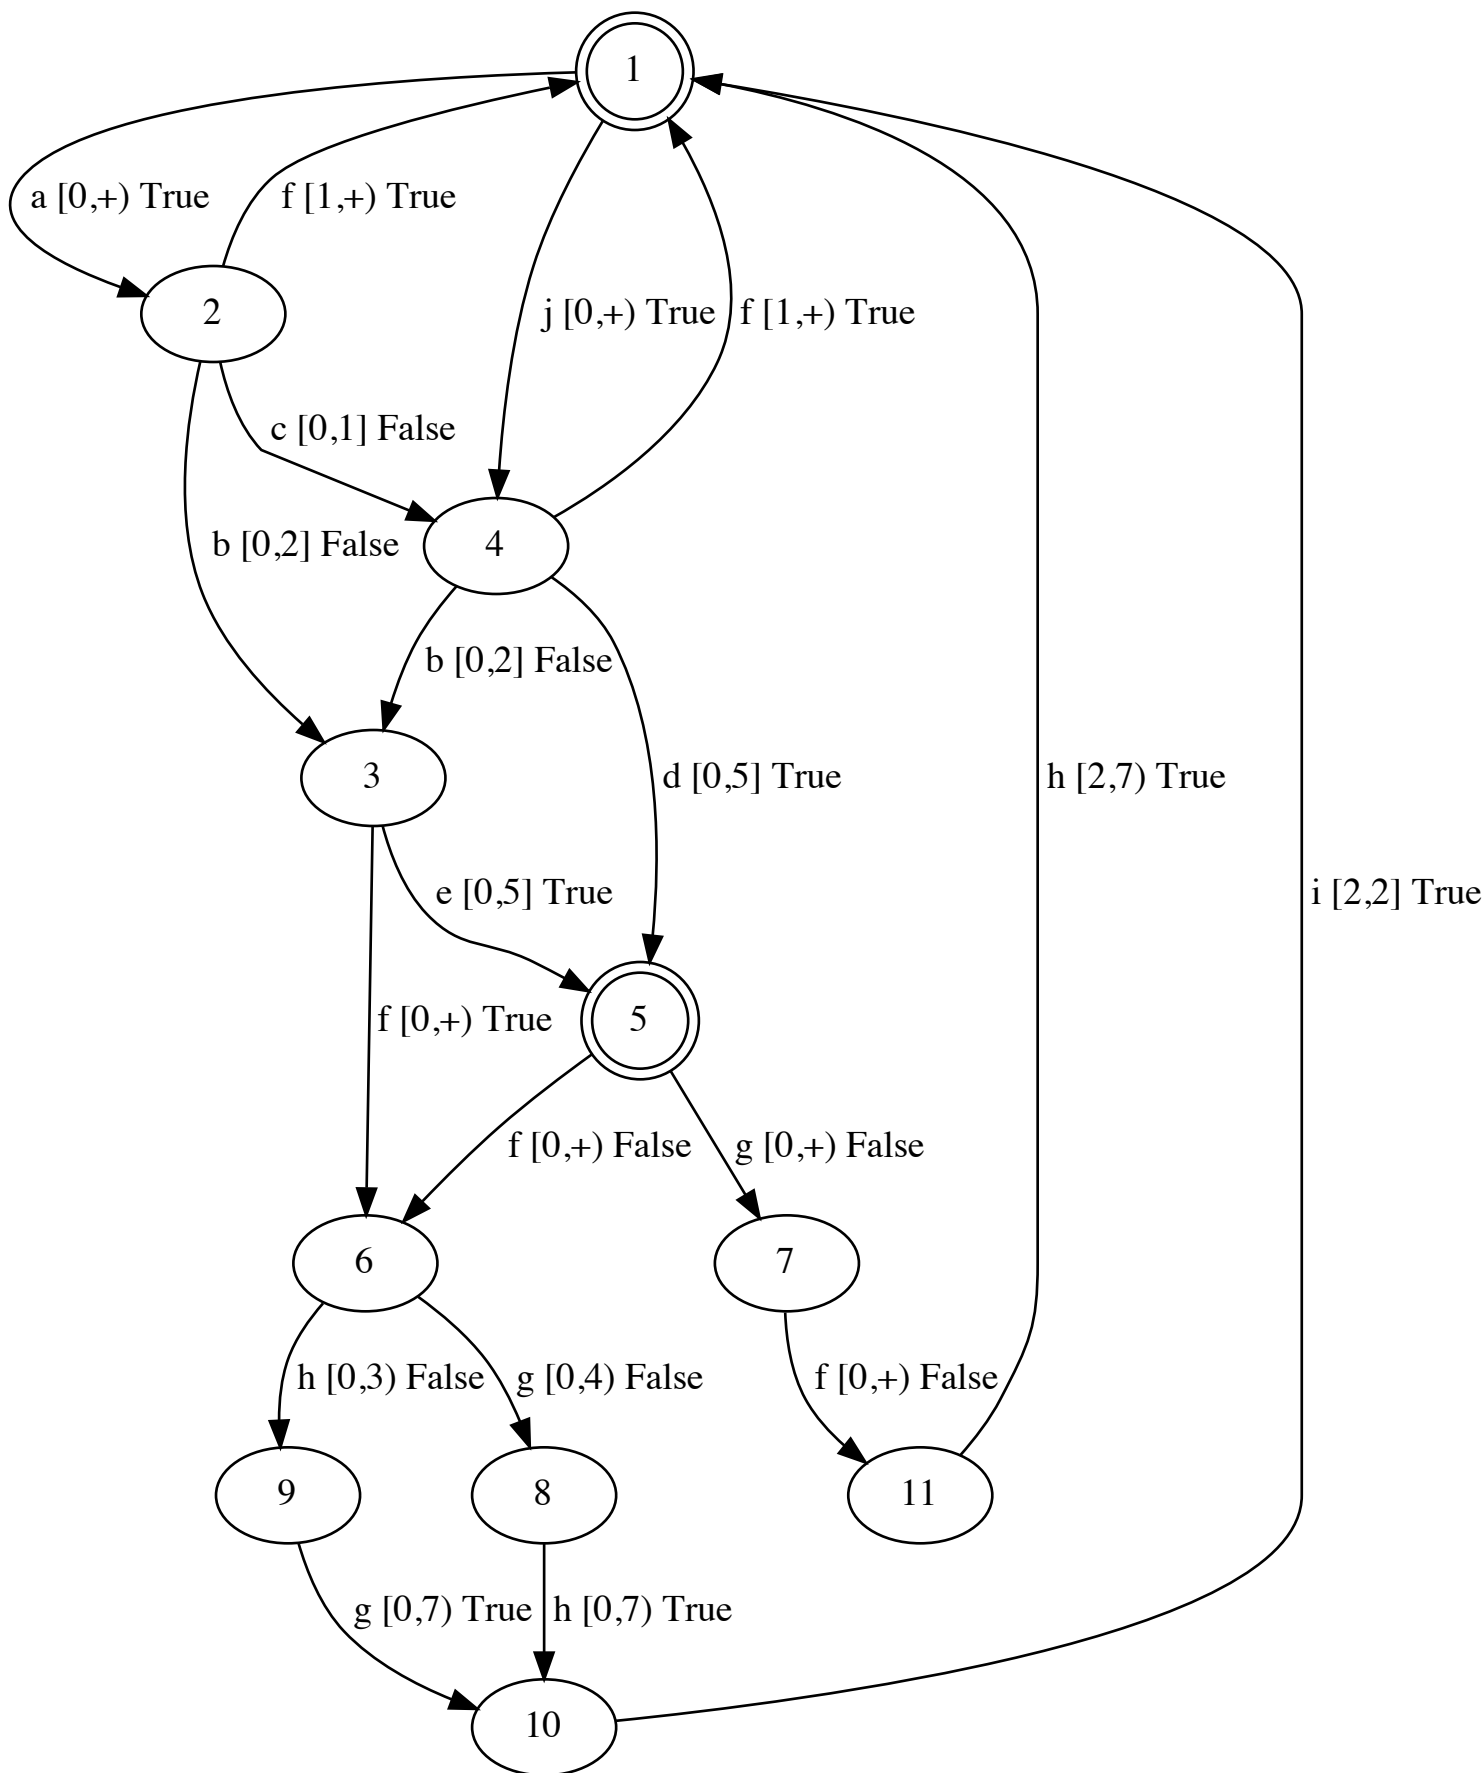 1
a [0,+) True
f [1,+) True
2
j [0,+) True
f [1,+) True
c [0,1] False
b [0,2] False
4
b [0,2] False
3
d [0,5] True
h [2,7) True
e [0,5] True
i [2,2] True
f [0,+) True
5
f [0,+) False
g [0,+) False
6
7
h [0,3) False
g [0,4) False
f [0,+) False
9
8
11
g [0,7) True
h [0,7) True
10